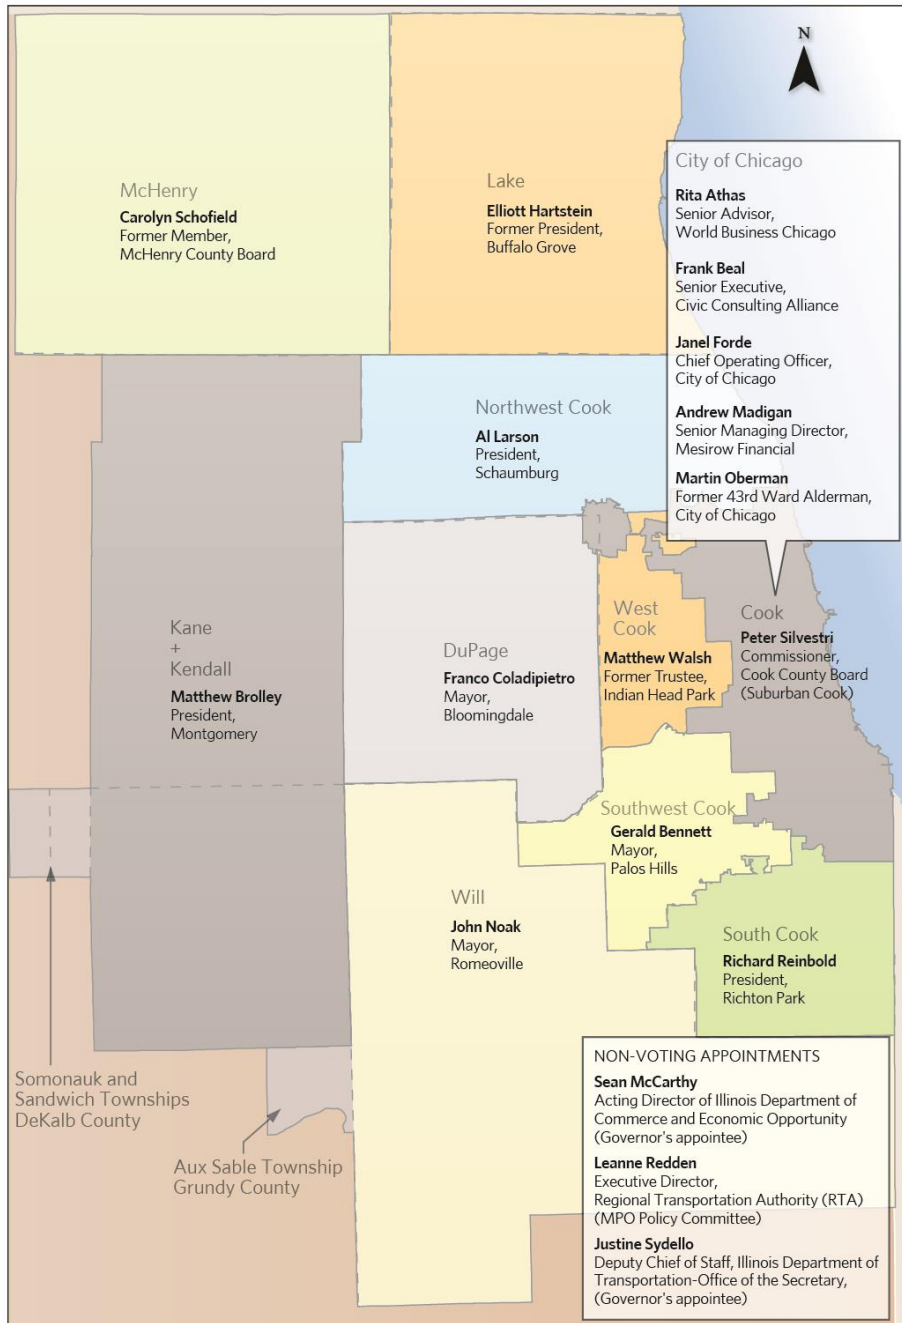 N
McHenry
Carolyn Schofield
Former Member,
McHenry County Board
Lake
Elliott Hartstein
Former President,
Buffalo Grove
City of Chicago
Rita Athas
Senior Advisor,
World Business Chicago
Frank Beal
Senior Executive,
Civic Consulting Alliance
Janel Forde
Chief Operating Officer,
City of Chicago
Andrew Madigan
Senior Managing Director,
Mesirow Financial
Martin Oberman
Former 43rd Ward Alderman,
City of Chicago
Northwest Cook
Al Larson
President,
Schaumburg
Kane
+
Kendall
Matthew Brolley
President,
Montgomery
DuPage
Franco Coladipietro
Mayor,
Bloomingdale
West
Cook
Matthew Walsh
Former Trustee,
Indian Head Park
Cook
Peter Silvestri
Commissioner,
Cook County Board
(Suburban Cook)
Southwest Cook
Gerald Bennett
Mayor,
Palos Hills
Will
John Noak
Mayor,
Romeoville
South Cook
Richard Reinbold
President,
Richton Park
Somonauk and
Sandwich Townships
DeKalb County
Aux Sable Township
Grundy County
NON-VOTING APPOINTMENTS
Sean McCarthy
Acting Director of Illinois Department of
Commerce and Economic Opportunity
(Governor's appointee)
Leanne Redden
Executive Director,
Regional Transportation Authority (RTA)
(MPO Policy Committee)
Justine Sydello
Deputy Chief of Staff, Illinois Department of
Transportation-Office of the Secretary,
(Governor's appointee)